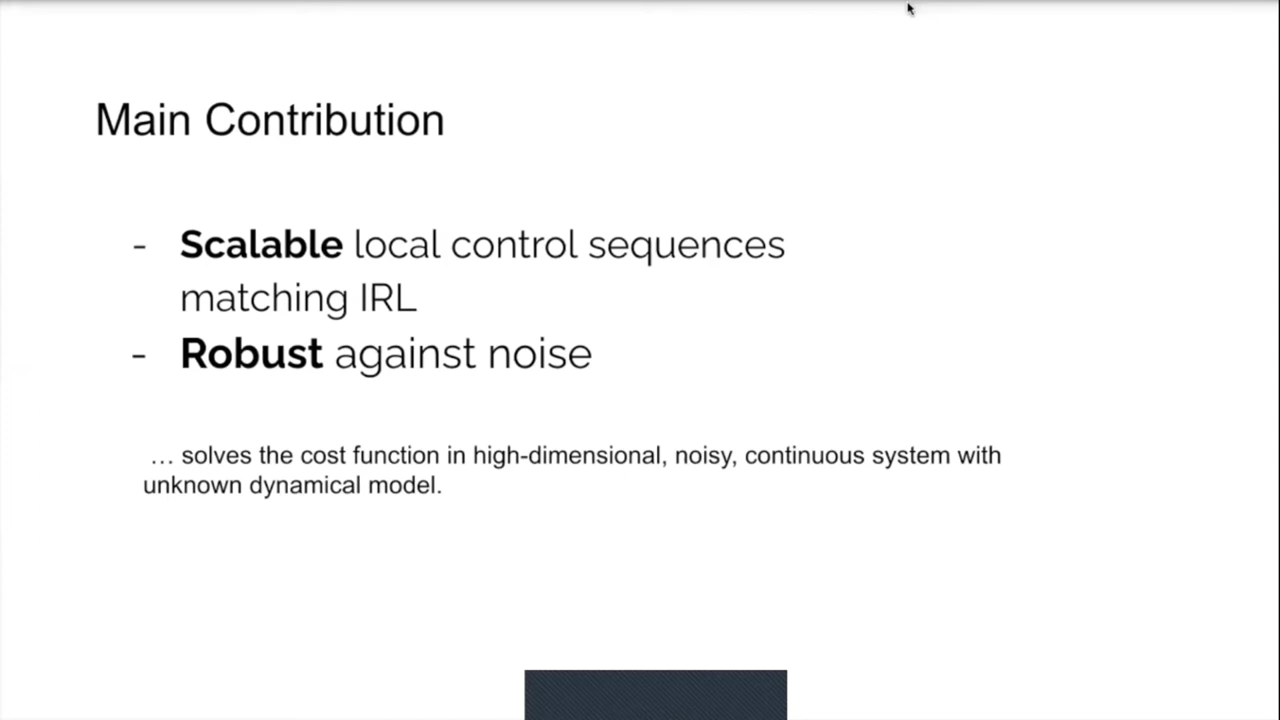 Main Contribution
- Scalable local control sequences
matching IRL
- Robust against noise
… solves the cost function in high-dimensional, noisy, continuous system with
unknown dynamical model.